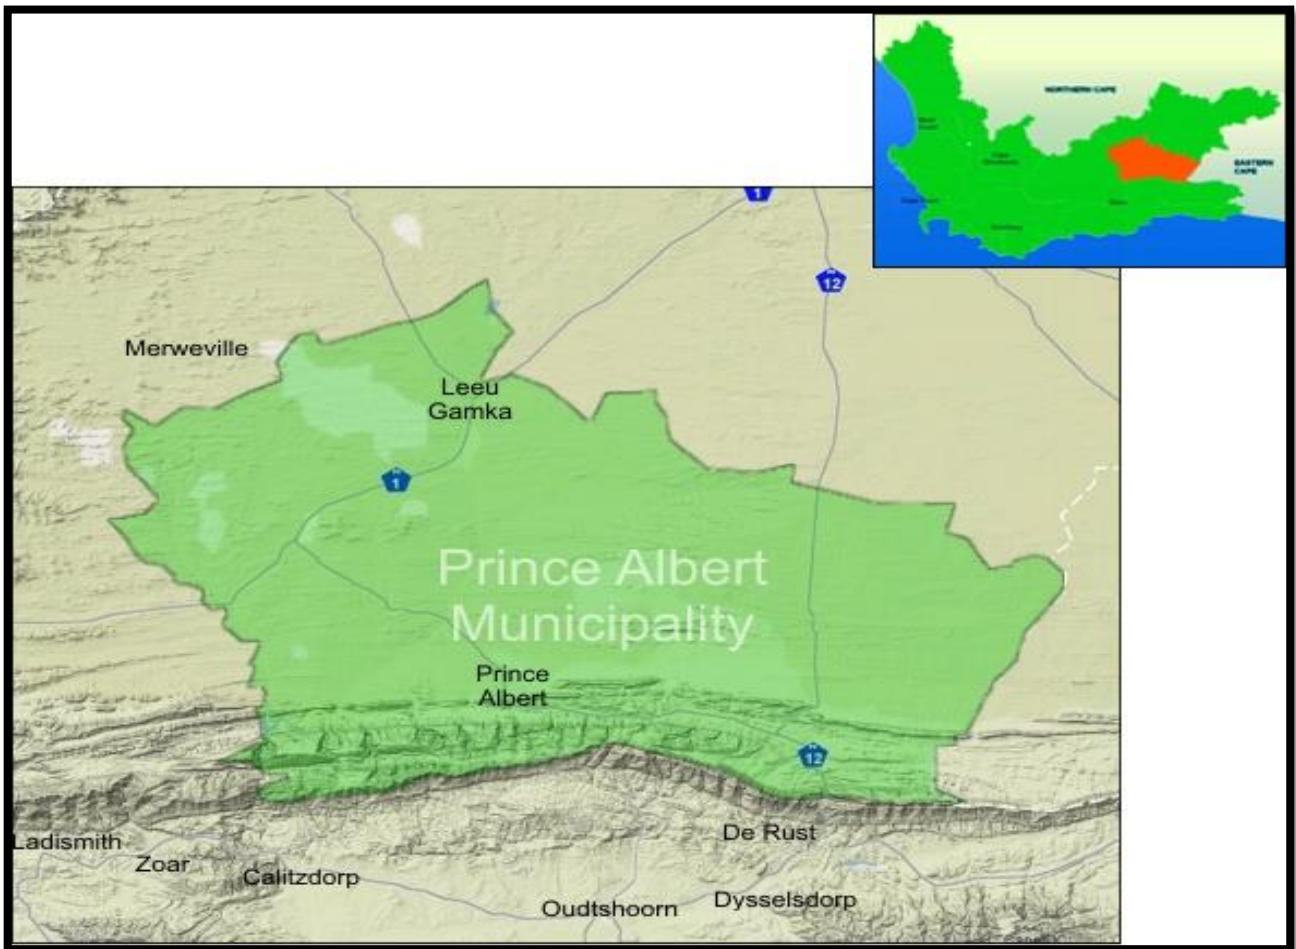 NORTHERN CAPE
EASTERN
CAPE
1
N
12
Merweville
Leeu
Gamka
N
1
Prince Albert
Municipality
Prince
Albert
N
12
De Rust
Ladismith
Zoar
Calitzdorp
Dysselsdorp
Oudtshoorn